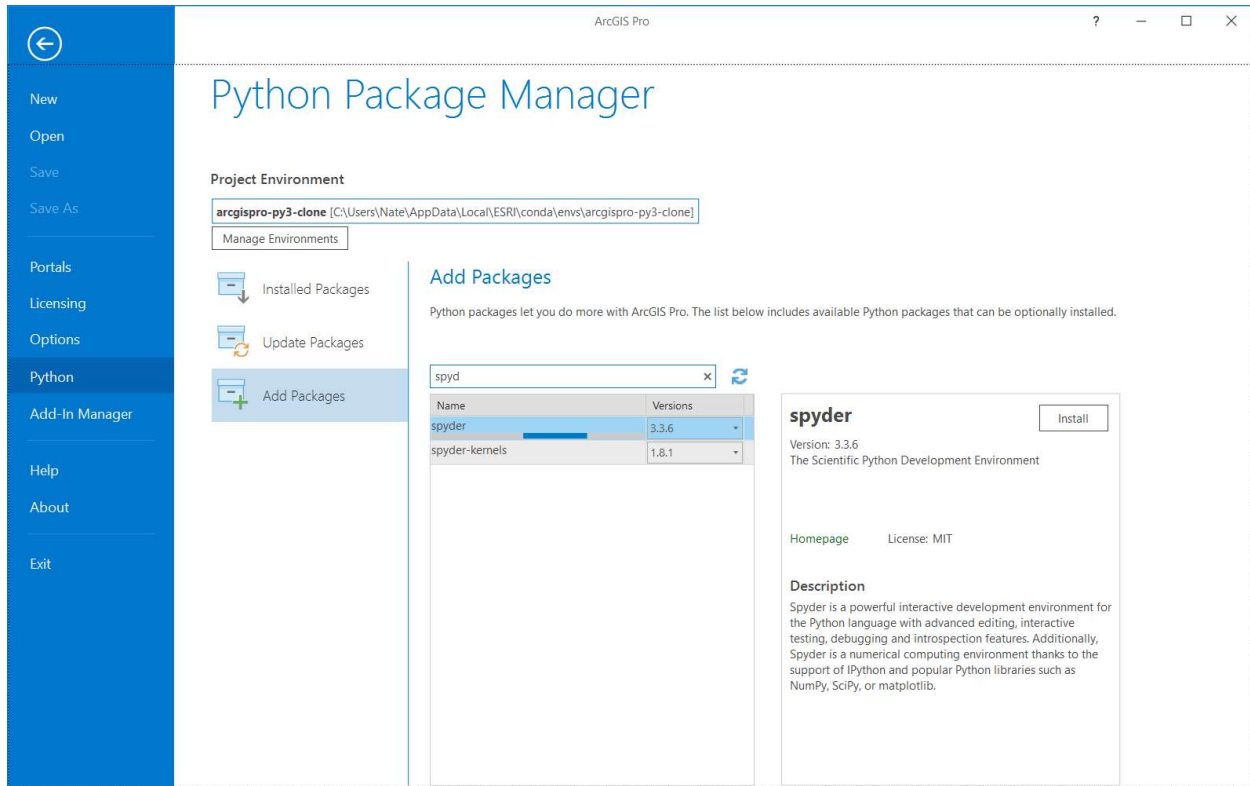 ArcGIS Pro
?
New
Open
Save
Save As
Portals
Licensing
Options
Python
Add-In Manager
Help
About
Exit
Python Package Manager
Project Environment
arcgispro-py3-clone [C:\Users\Nate\AppData\Local\ESRI\conda\envs\arcgispro-py3-clone]
Manage Environments
Installed Packages
Update Packages
Add Packages
Add Packages
Python packages let you do more with ArcGIS Pro. The list below includes available Python packages that can be optionally installed.
spyd
Name Versions
spyder 3.3.6
spyder-kernels 1.8.1
spyder
Install
Version: 3.3.6
The Scientific Python Development Environment
Homepage License: MIT
Description
Spyder is a powerful interactive development environment for
the Python language with advanced editing, interactive
testing, debugging and introspection features. Additionally,
Spyder is a numerical computing environment thanks to the
support of IPython and popular Python libraries such as
NumPy, SciPy, or matplotlib.